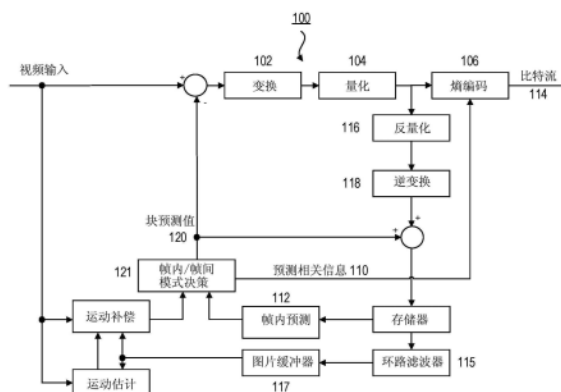 100
102
104
106
视频输入
变换
量化
熵编码
比特流
114
116
反量化
118
逆变换
块预测值
120
121
帧内/帧间
模式决策
预测相关信息 110
112
运动补偿
帧内预测
存储器
图片缓冲器
环路滤波器
115
运动估计
117
+
-
+
+